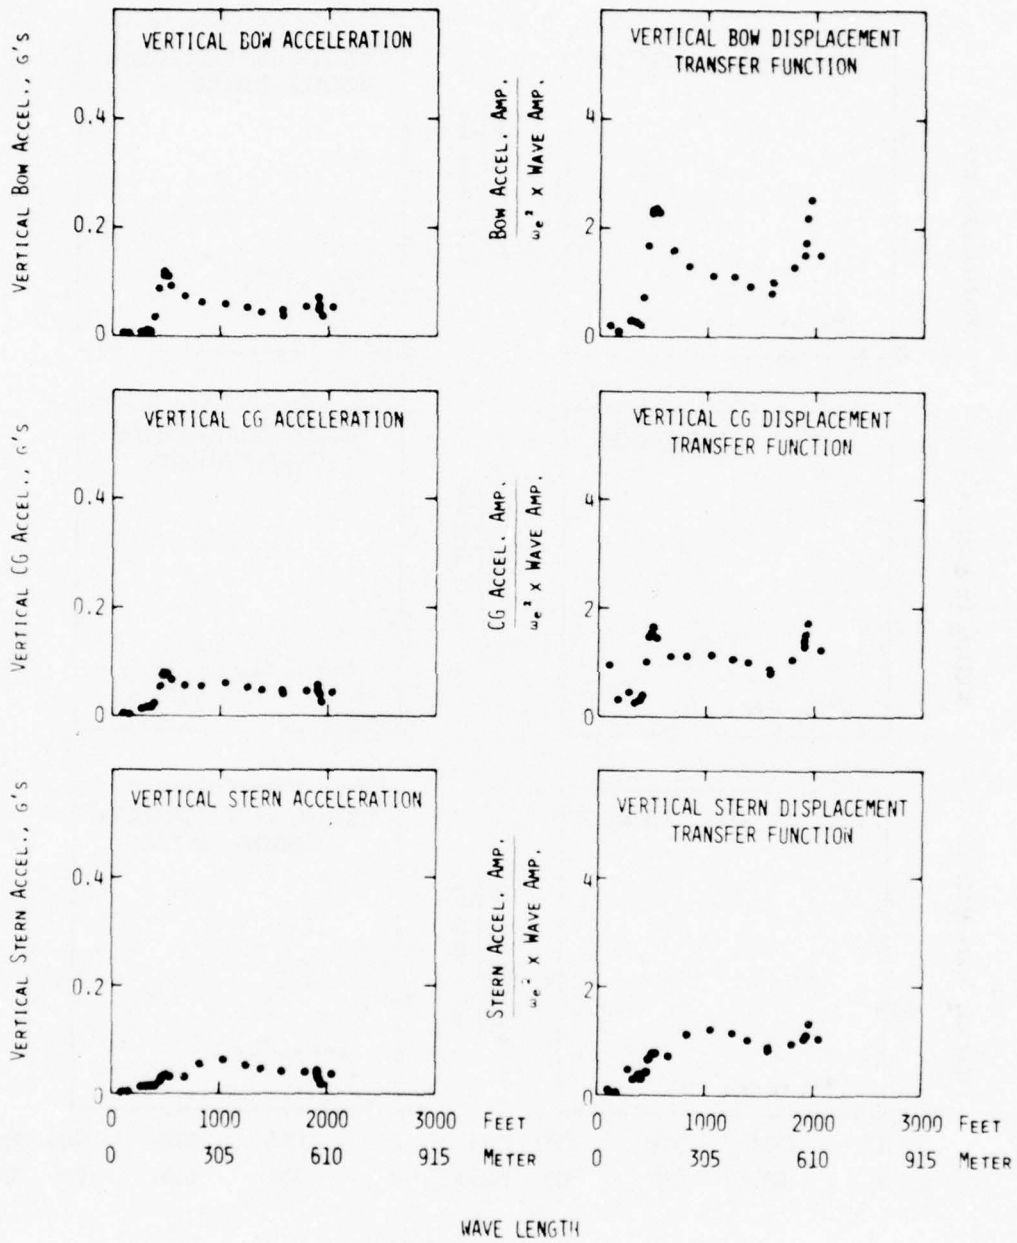 VERTICAL BOW ACCELERATION
VERTICAL BOW ACCEL., G'S
0.4
0.2
0
VERTICAL BOW DISPLACEMENT
TRANSFER FUNCTION
BOW ACCEL. AMP.
ωe² X WAVE AMP.
4
2
0
VERTICAL CG ACCELERATION
VERTICAL CG ACCEL., G'S
0.4
0.2
0
VERTICAL CG DISPLACEMENT
TRANSFER FUNCTION
CG ACCEL. AMP.
ωe² X WAVE AMP.
4
2
0
VERTICAL STERN ACCELERATION
VERTICAL STERN ACCEL., G'S
0.4
0.2
0
VERTICAL STERN DISPLACEMENT
TRANSFER FUNCTION
STERN ACCEL. AMP.
ωe² X WAVE AMP.
4
2
0
0 1000 2000 3000 FEET
0 305 610 915 METER
0 1000 2000 3000 FEET
0 305 610 915 METER
WAVE LENGTH